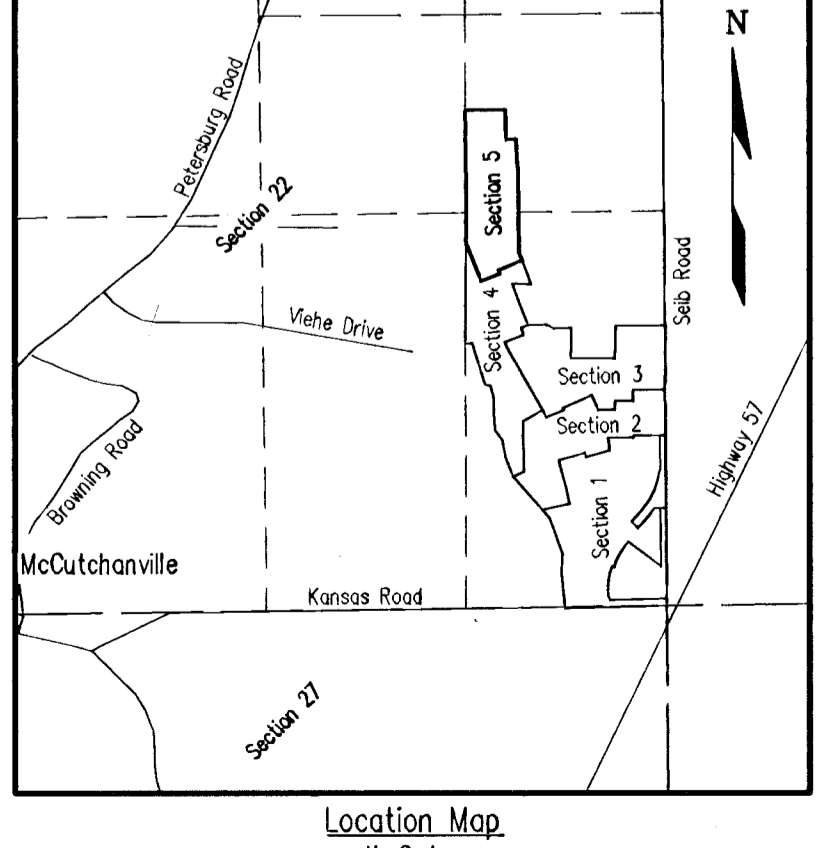 N
Petersburg Road
Section 22
Section 5
Seib Road
Section 4
Viehe Drive
Section 3
Section 2
Highway 57
Browning Road
Section 1
McCutchanville
Kansas Road
Section 27
Location Map